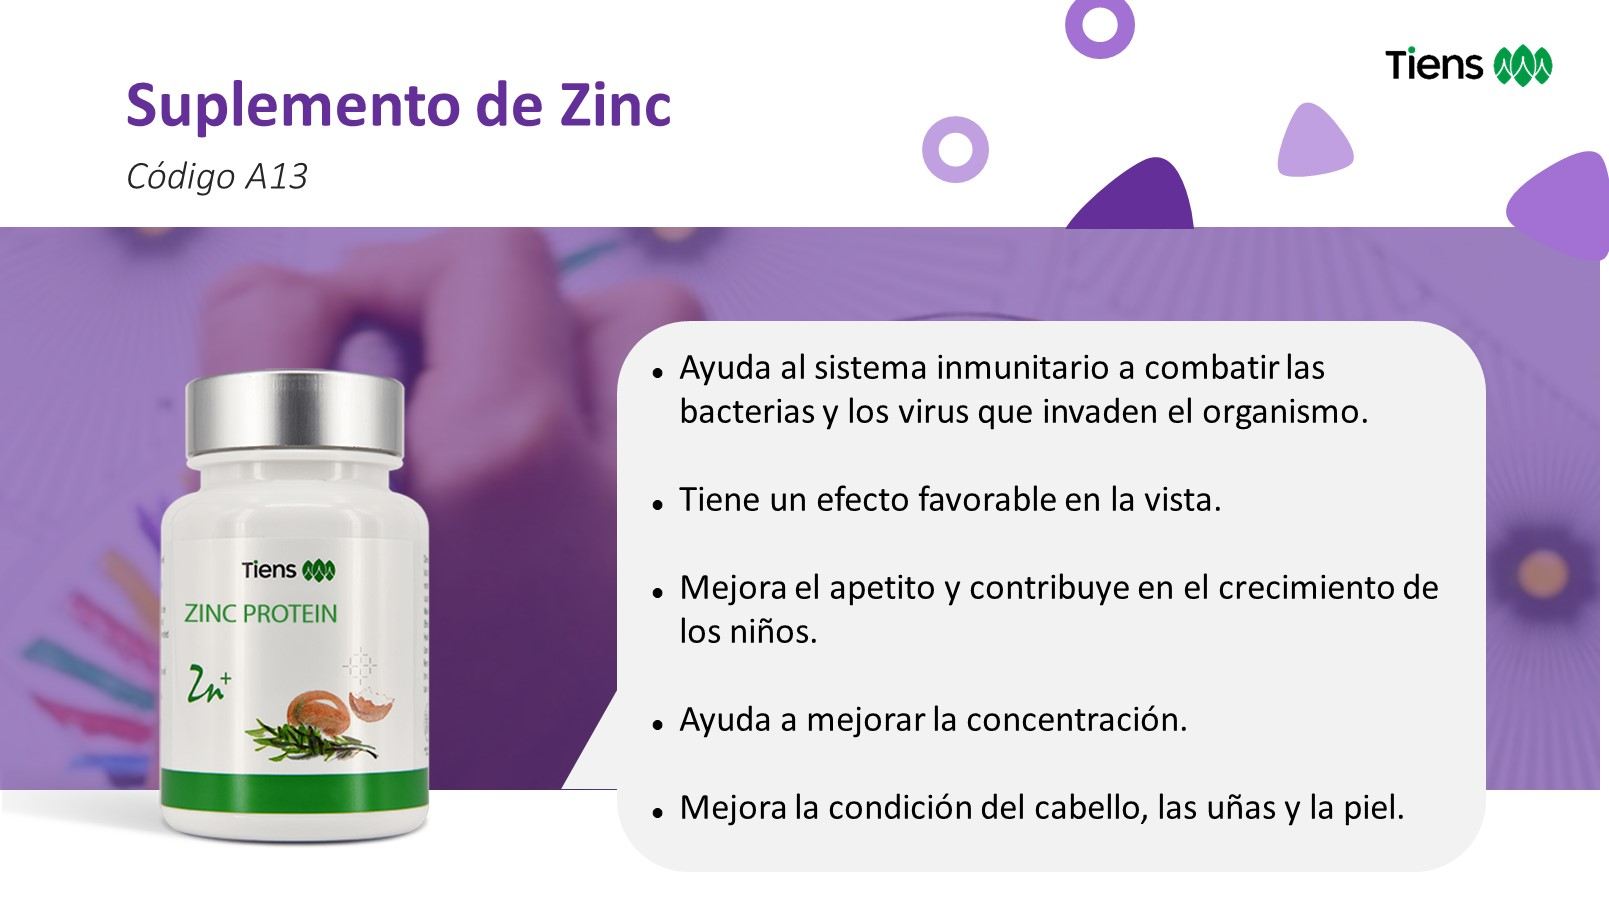 Tiens
Suplemento de Zinc
Código A13
• Ayuda al sistema inmunitario a combatir las
bacterias y los virus que invaden el organismo.
• Tiene un efecto favorable en la vista.
• Mejora el apetito y contribuye en el crecimiento de
los niños.
• Ayuda a mejorar la concentración.
• Mejora la condición del cabello, las uñas y la piel.
Tiens
ZINC PROTEIN
Zn+